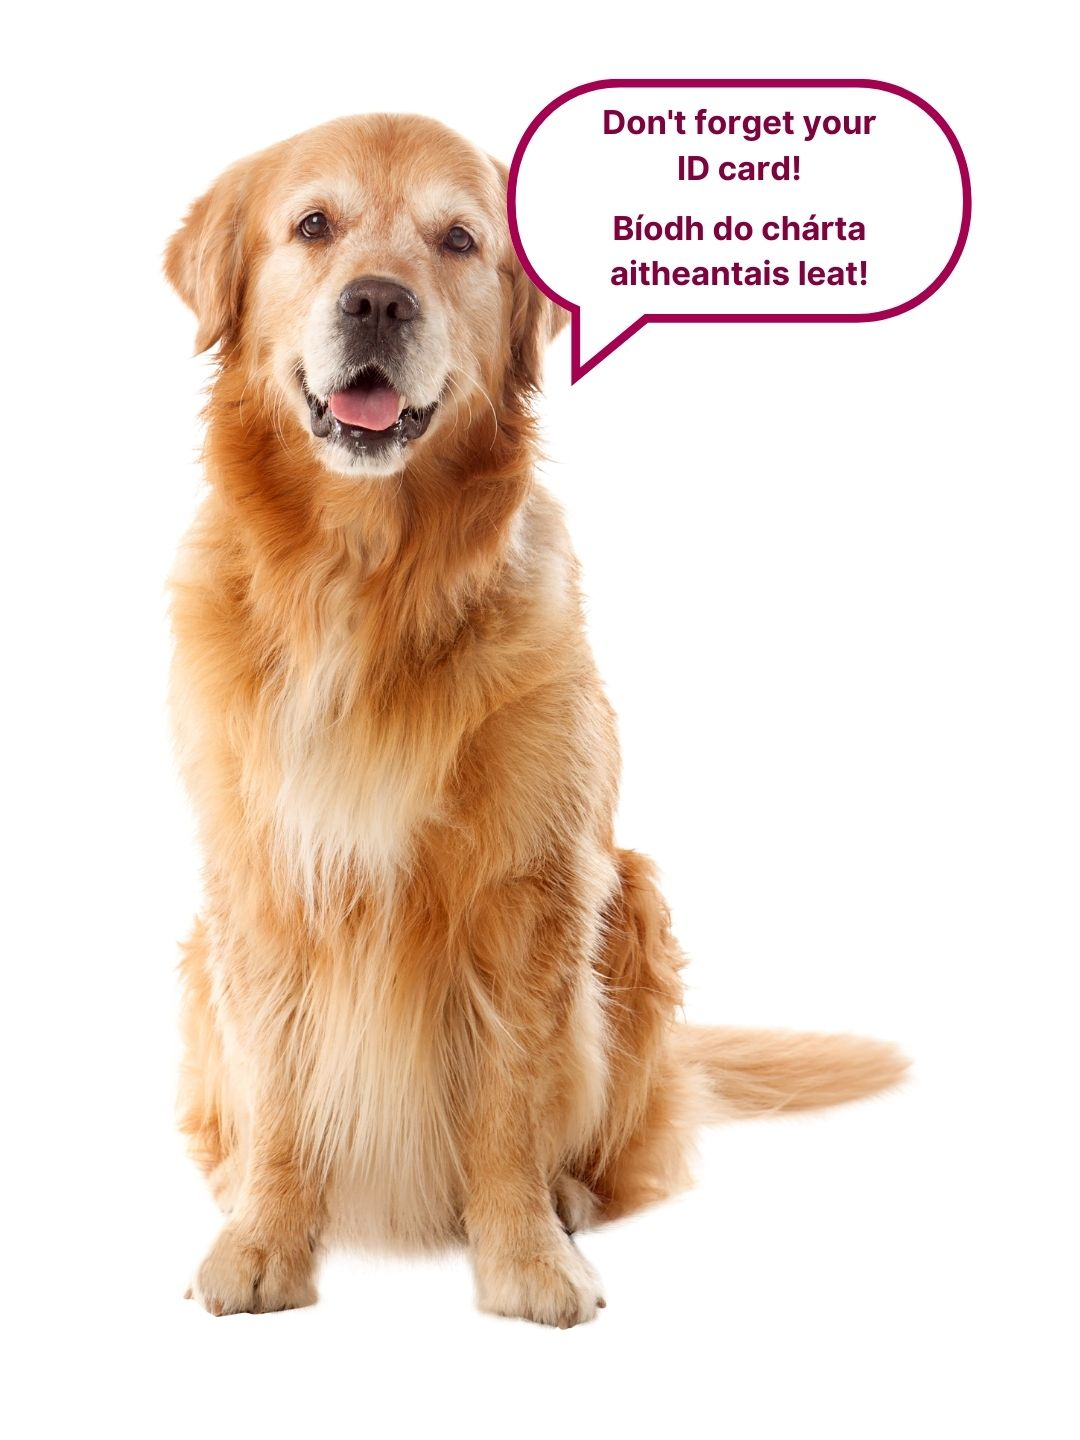 Don't forget your
ID card!
Bíodh do chárta
aitheantais leat!